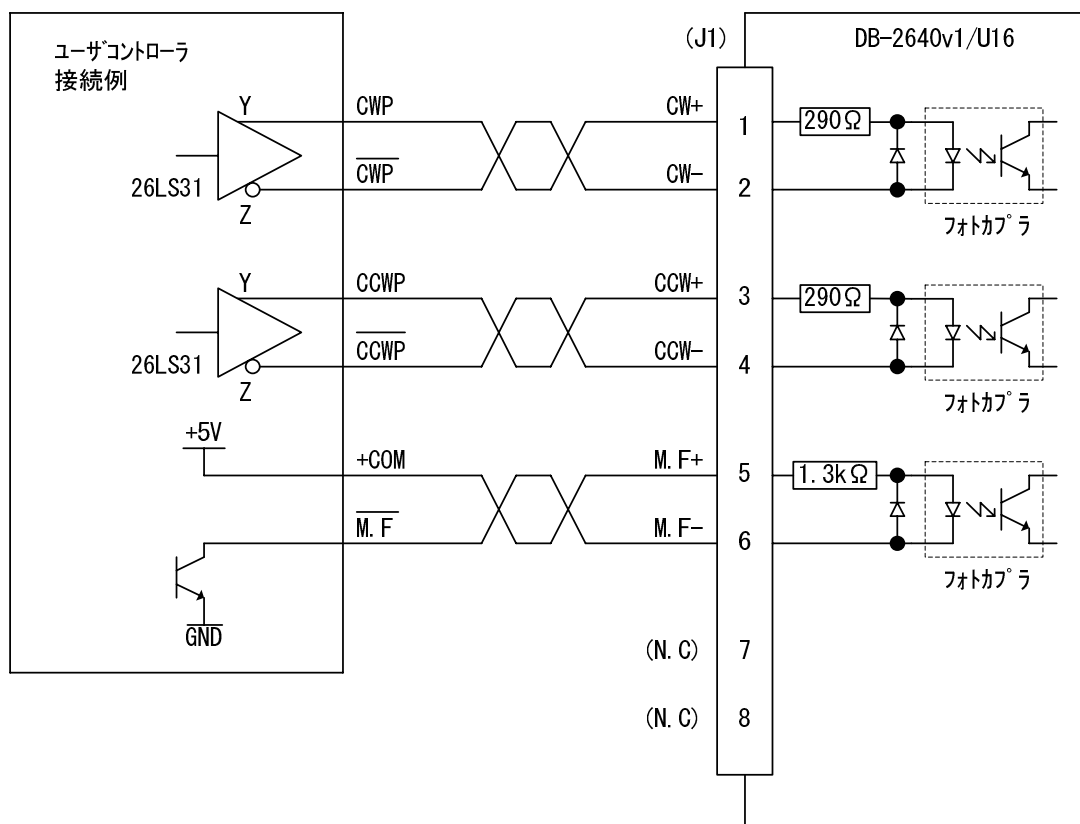 ﾕｰｻﾞｺﾝﾄﾛｰﾗ
接続例
(J1)
DB-2640v1/U16
Y
CWP
CW+
1
290Ω
26LS31
C̅W̅P̅
CW-
2
Z
ﾌｫﾄｶﾌﾟﾗ
Y
CCWP
CCW+
3
290Ω
26LS31
C̅C̅W̅P̅
CCW-
4
Z
ﾌｫﾄｶﾌﾟﾗ
+5V
+COM
M.F+
5
1.3kΩ
M̅.̅F̅
M.F-
6
ﾌｫﾄｶﾌﾟﾗ
GND
(N.C)
7
(N.C)
8